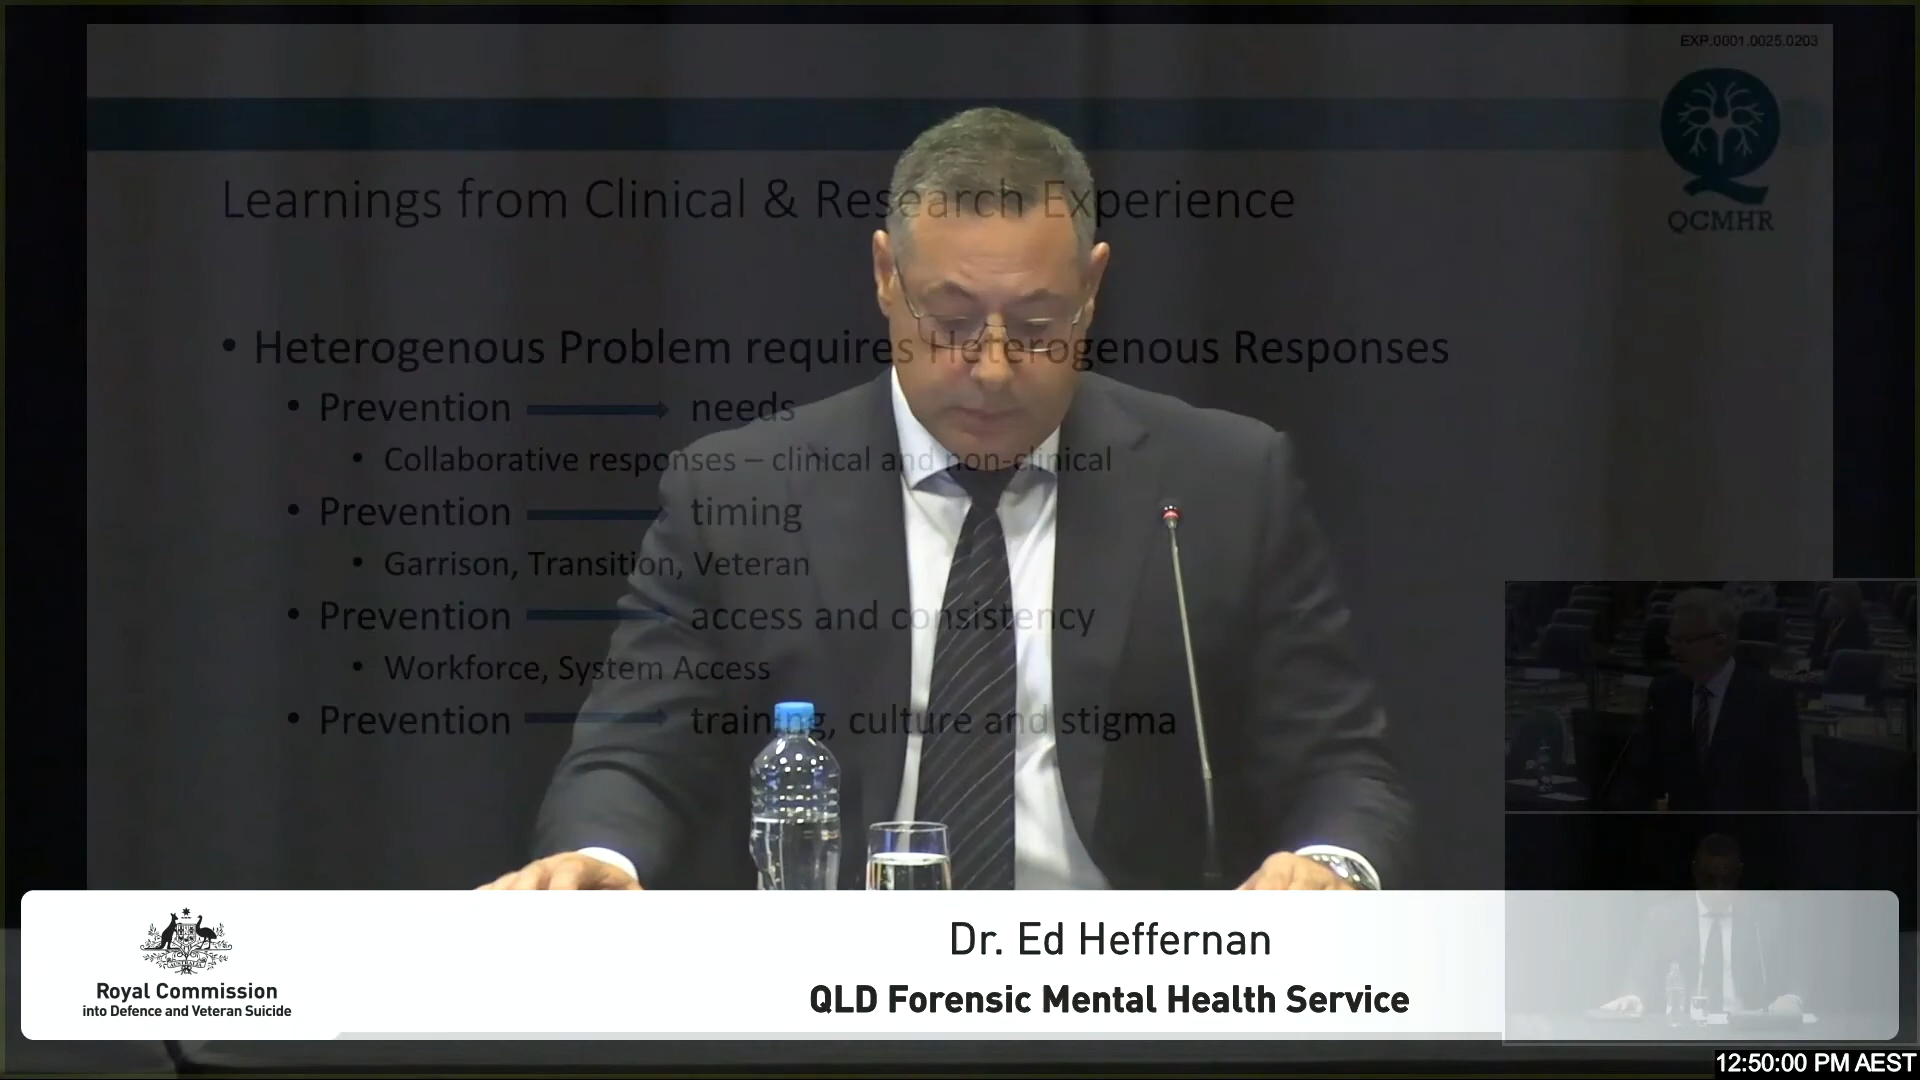 EXP.0001.0025.0203
QCMHR
Learnings from Clinical & Research Experience
• Heterogenous Problem requires Heterogenous Responses
• Prevention needs
• Collaborative responses – clinical and non-clinical
• Prevention timing
• Garrison, Transition, Veteran
• Prevention access and consistency
• Workforce, System Access
• Prevention training, culture and stigma
Dr. Ed Heffernan
QLD Forensic Mental Health Service
AUSTRALIA
Royal Commission
into Defence and Veteran Suicide
12:50:00 PM AEST